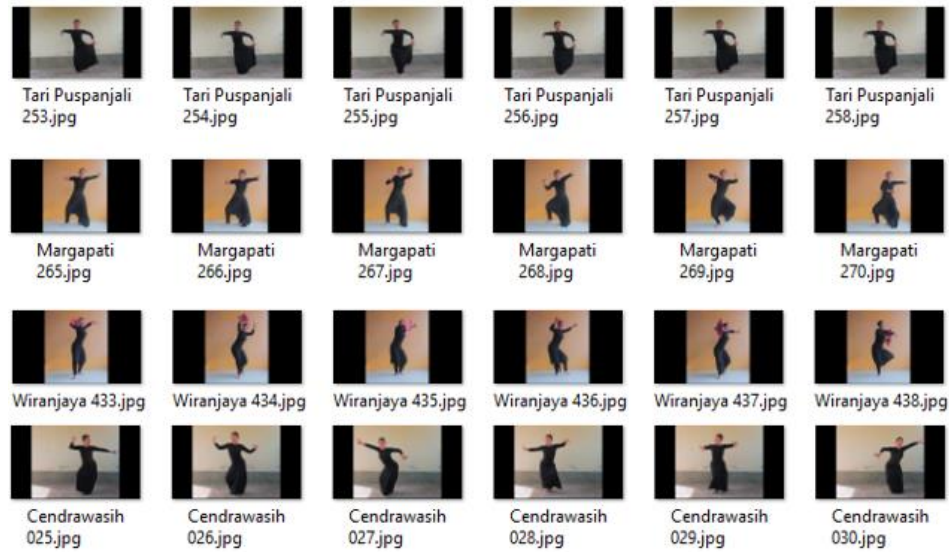 Tari Puspanjali 253.jpg
Tari Puspanjali 254.jpg
Tari Puspanjali 255.jpg
Tari Puspanjali 256.jpg
Tari Puspanjali 257.jpg
Tari Puspanjali 258.jpg
Margapati 265.jpg
Margapati 266.jpg
Margapati 267.jpg
Margapati 268.jpg
Margapati 269.jpg
Margapati 270.jpg
Wiranjaya 433.jpg
Wiranjaya 434.jpg
Wiranjaya 435.jpg
Wiranjaya 436.jpg
Wiranjaya 437.jpg
Wiranjaya 438.jpg
Cendrawasih 025.jpg
Cendrawasih 026.jpg
Cendrawasih 027.jpg
Cendrawasih 028.jpg
Cendrawasih 029.jpg
Cendrawasih 030.jpg